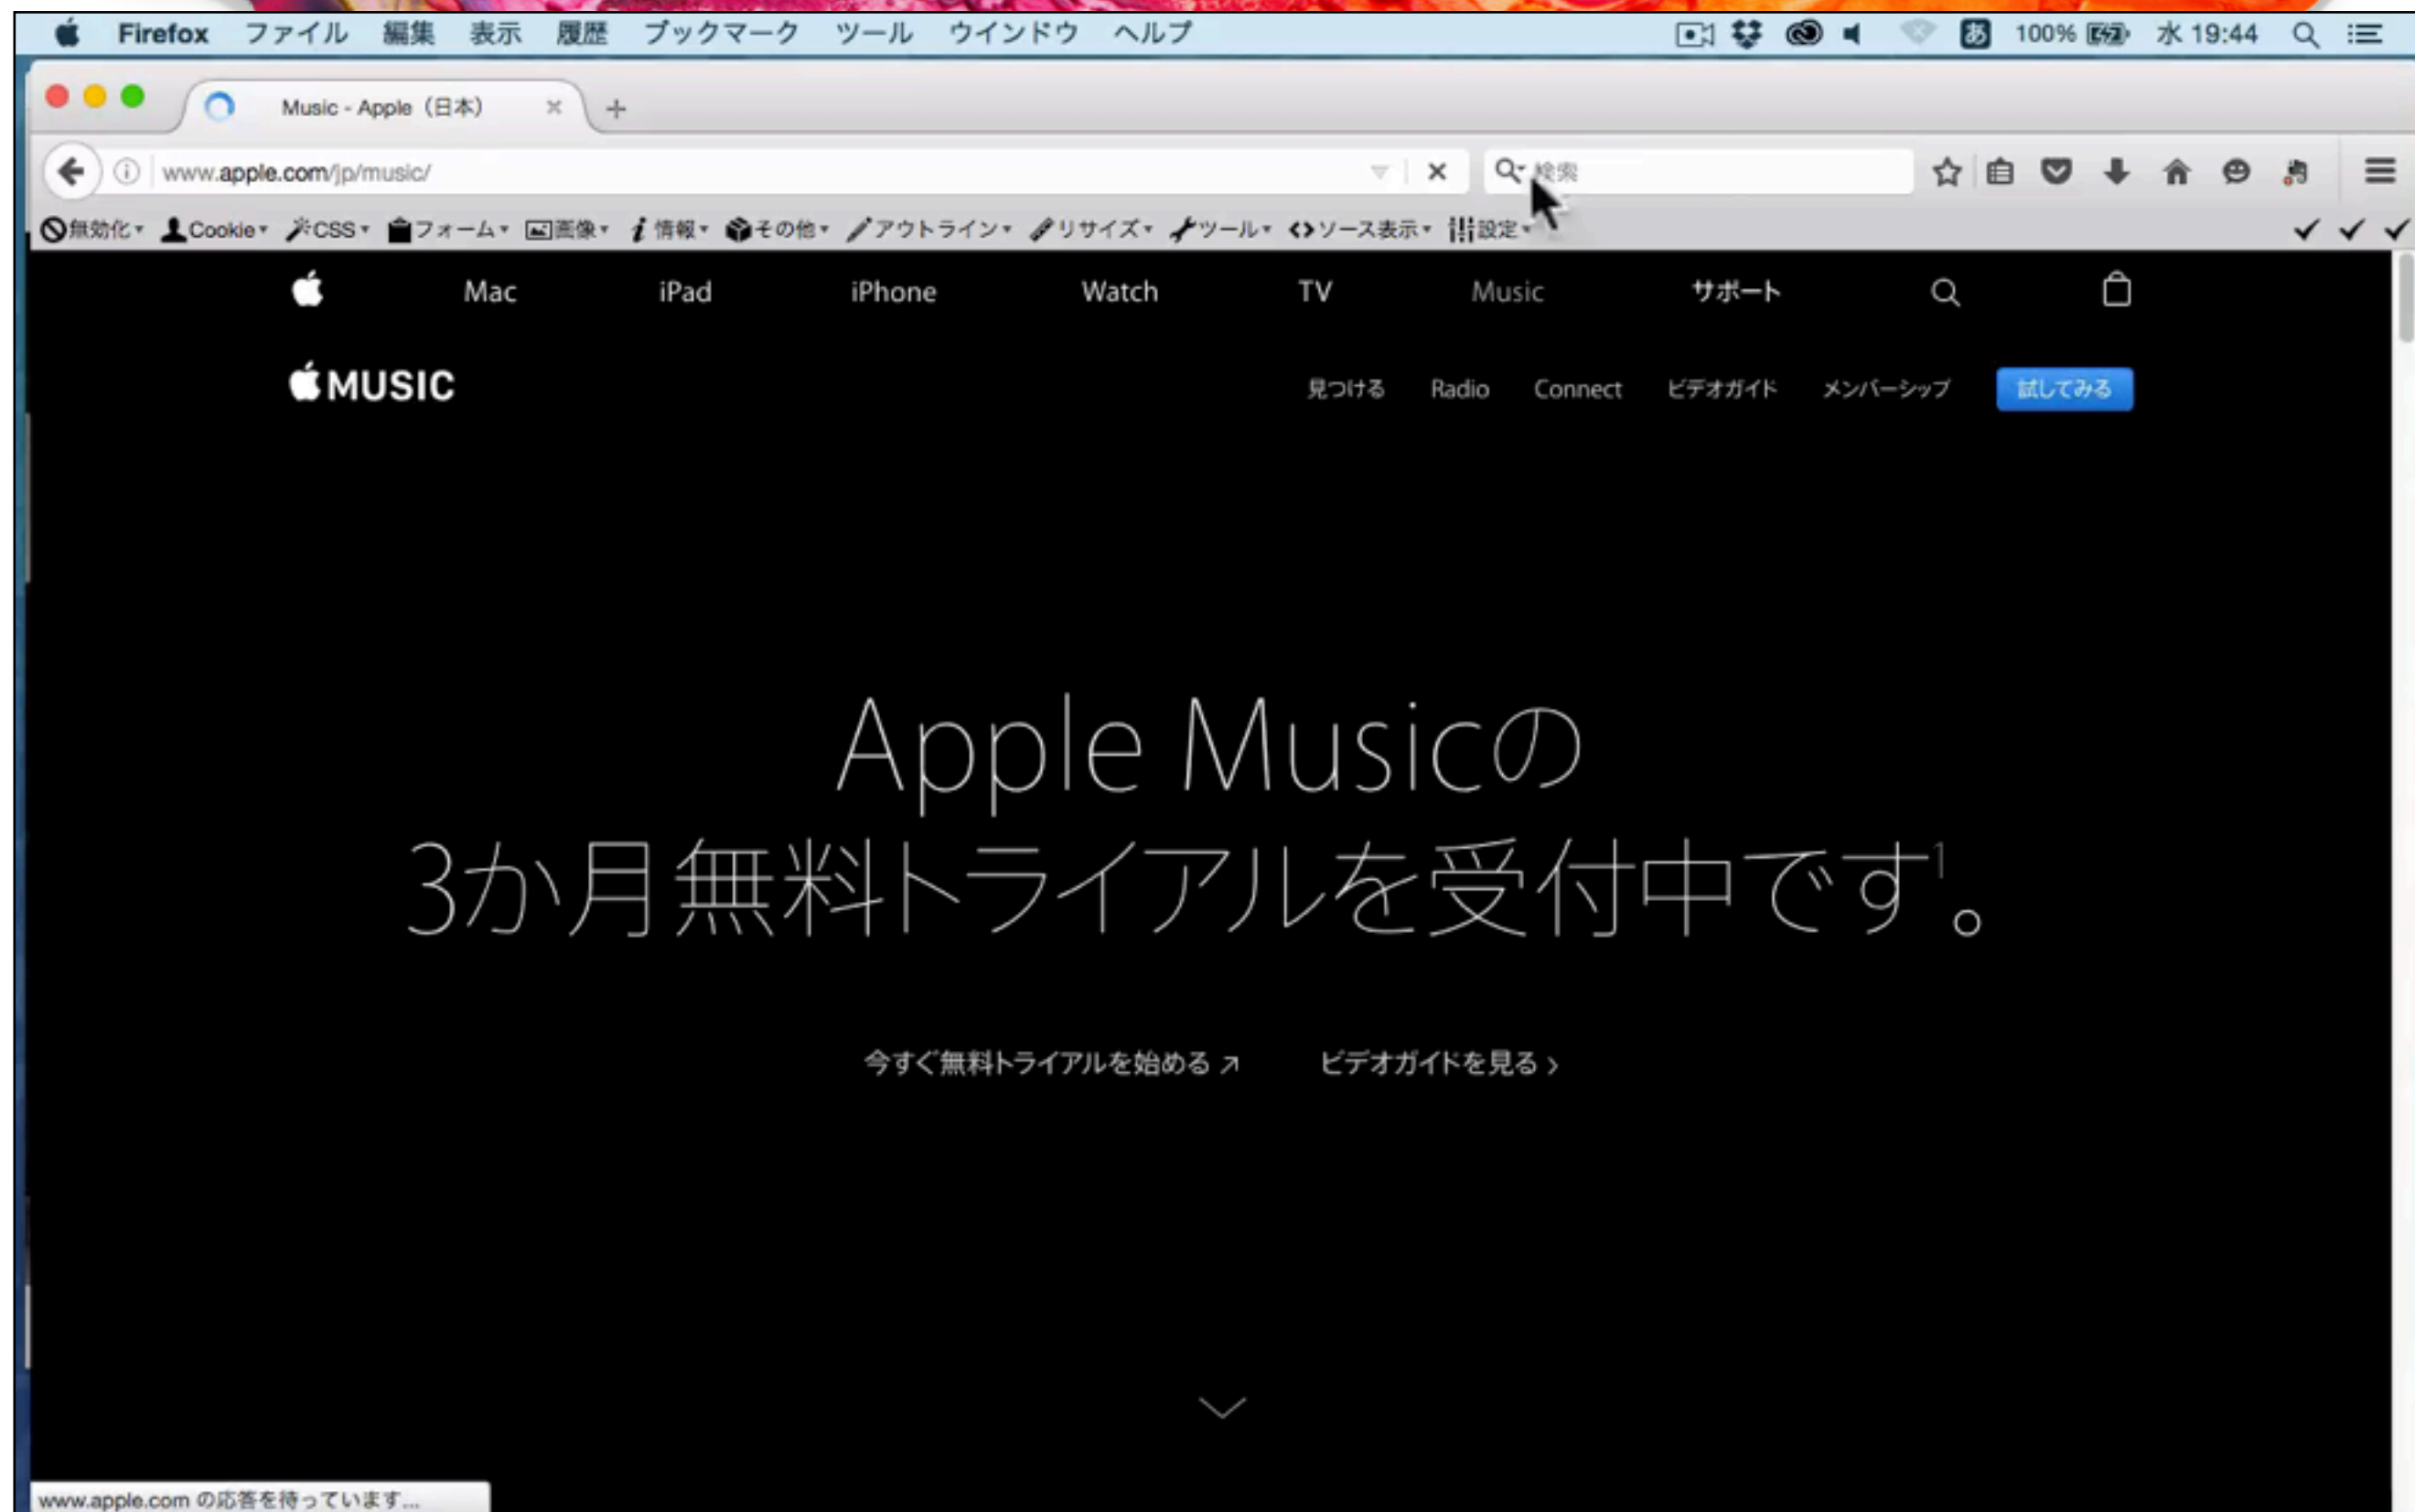 Firefox ファイル 編集 表示 履歴 ブックマーク ツール ウインドウ ヘルプ あ 100% 水 19:44
Music - Apple（日本）
www.apple.com/jp/music/ 検索
無効化 Cookie CSS フォーム 画像 情報 その他 アウトライン リサイズ ツール ソース表示 設定
Mac iPad iPhone Watch TV Music サポート
MUSIC 見つける Radio Connect ビデオガイド メンバーシップ 試してみる
Apple Musicの
3か月無料トライアルを受付中です1。
今すぐ無料トライアルを始める ビデオガイドを見る
www.apple.com の応答を待っています...